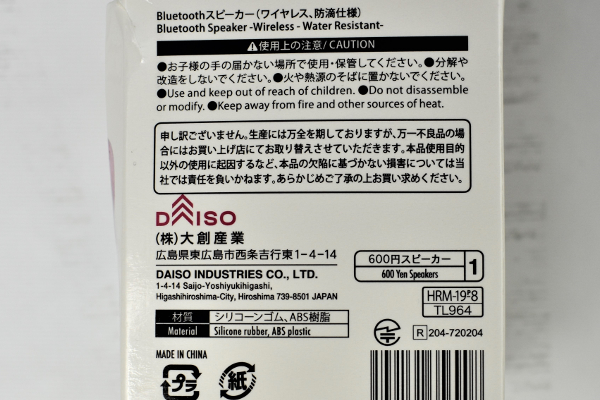 Bluetoothスピーカー(ワイヤレス、防滴仕様)
Bluetooth Speaker -Wireless - Water Resistant-
使用上の注意/ CAUTION
●お子様の手の届かない場所で使用・保管してください。●分解や
改造をしないでください。●火や熱源のそばに置かないでください。
●Use and keep out of reach of children. ●Do not disassemble
or modify. ●Keep away from fire and other sources of heat.
申し訳ございません。生産には万全を期しておりますが、万一不良品の場
合にはお買い上げ店にてお取り替えさせていただきます。本品使用目的
以外の使用に起因するなど、本品の欠陥に基づかない損害については当
社では責任を負いかねます。あらかじめご了承の上お買い求めください。
DAISO
(株)大創産業
広島県東広島市西条吉行東1-4-14
DAISO INDUSTRIES CO., LTD.
1-4-14 Saijo-Yoshiyukihigashi,
Higashihiroshima-City, Hiroshima 739-8501 JAPAN
600円スピーカー
600 Yen Speakers
1
HRM-19ᴾ8
TL964
材質 シリコーンゴム、ABS樹脂
Material Silicone rubber, ABS plastic
R 204-720204
MADE IN CHINA
プラ
紙